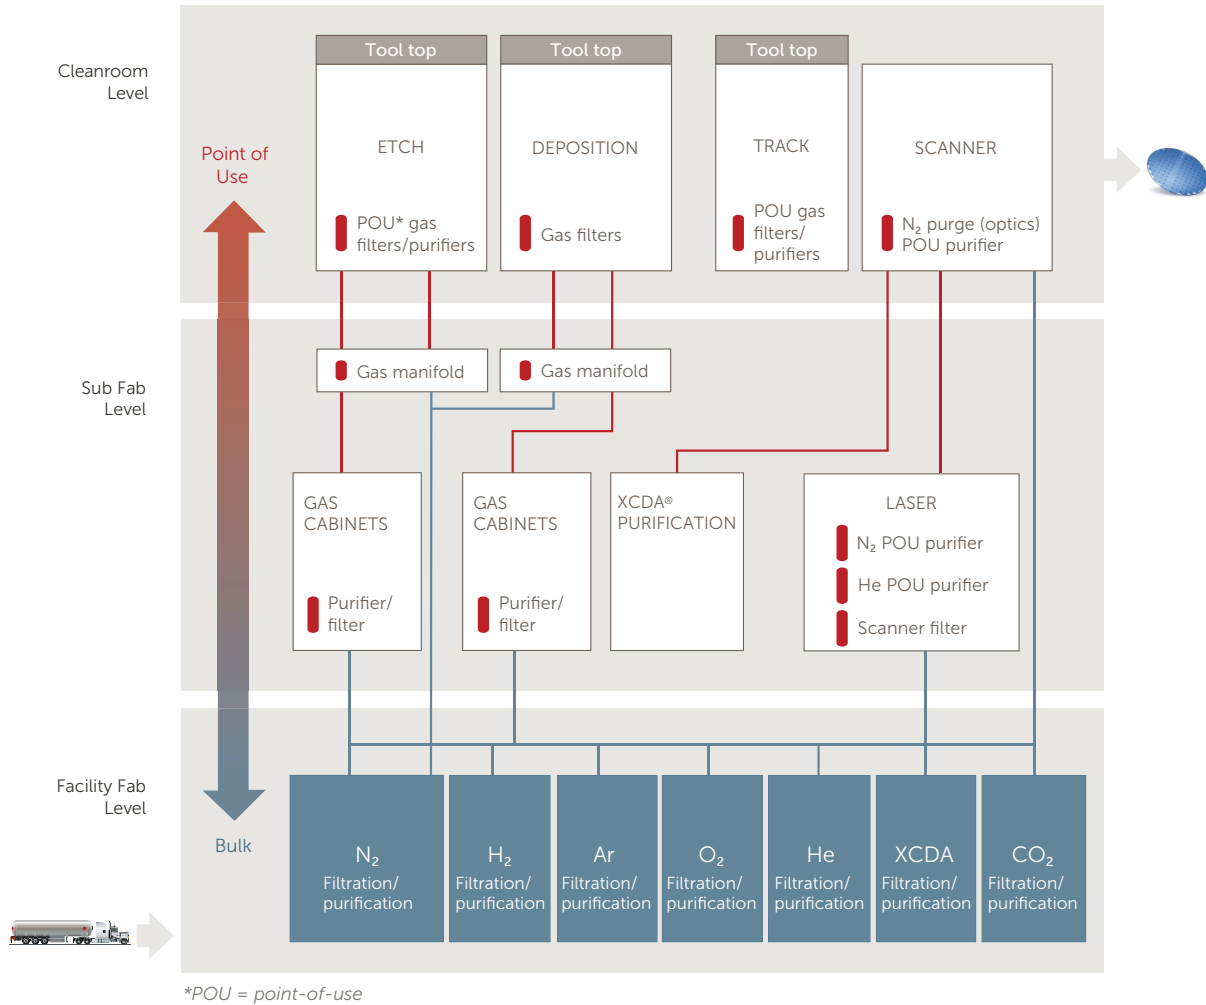 Cleanroom
Level
Tool top
Tool top
Tool top
ETCH
DEPOSITION
TRACK
SCANNER
Point of
Use
POU* gas
filters/purifiers
Gas filters
POU gas
filters/
purifiers
N₂ purge (optics)
POU purifier
Sub Fab
Level
Gas manifold
Gas manifold
GAS
CABINETS
Purifier/
filter
GAS
CABINETS
Purifier/
filter
XCDA®
PURIFICATION
LASER
N₂ POU purifier
He POU purifier
Scanner filter
Facility Fab
Level
Bulk
N₂
Filtration/
purification
H₂
Filtration/
purification
Ar
Filtration/
purification
O₂
Filtration/
purification
He
Filtration/
purification
XCDA
Filtration/
purification
CO₂
Filtration/
purification
*POU = point-of-use